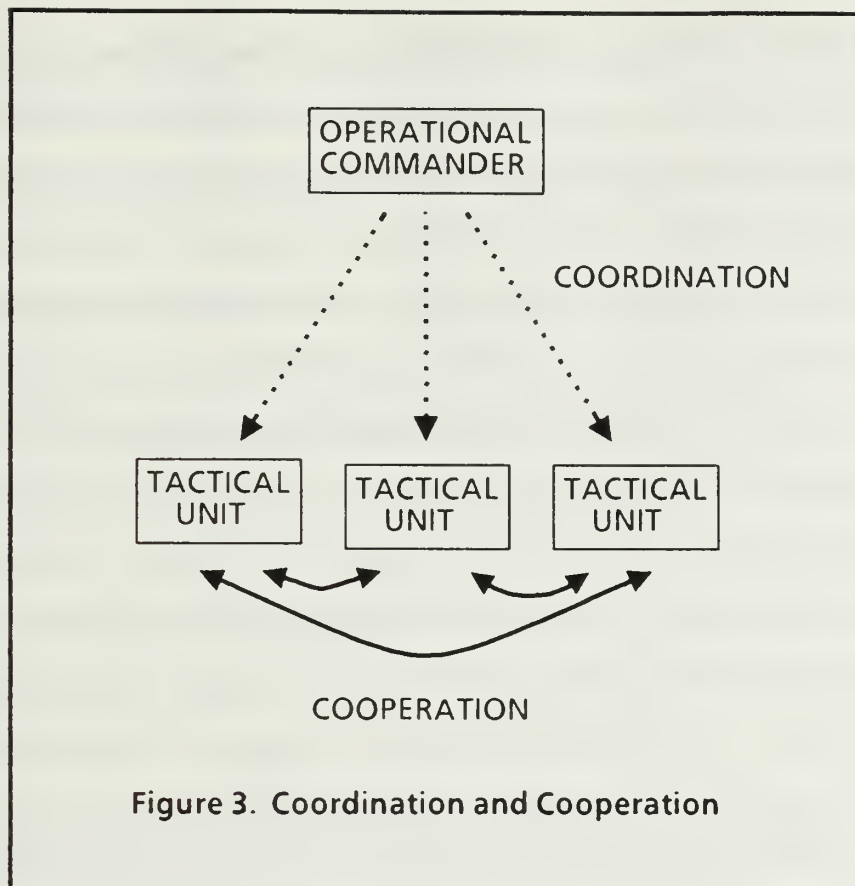 OPERATIONAL
COMMANDER
COORDINATION
TACTICAL
UNIT
TACTICAL
UNIT
TACTICAL
UNIT
COOPERATION
Figure 3. Coordination and Cooperation